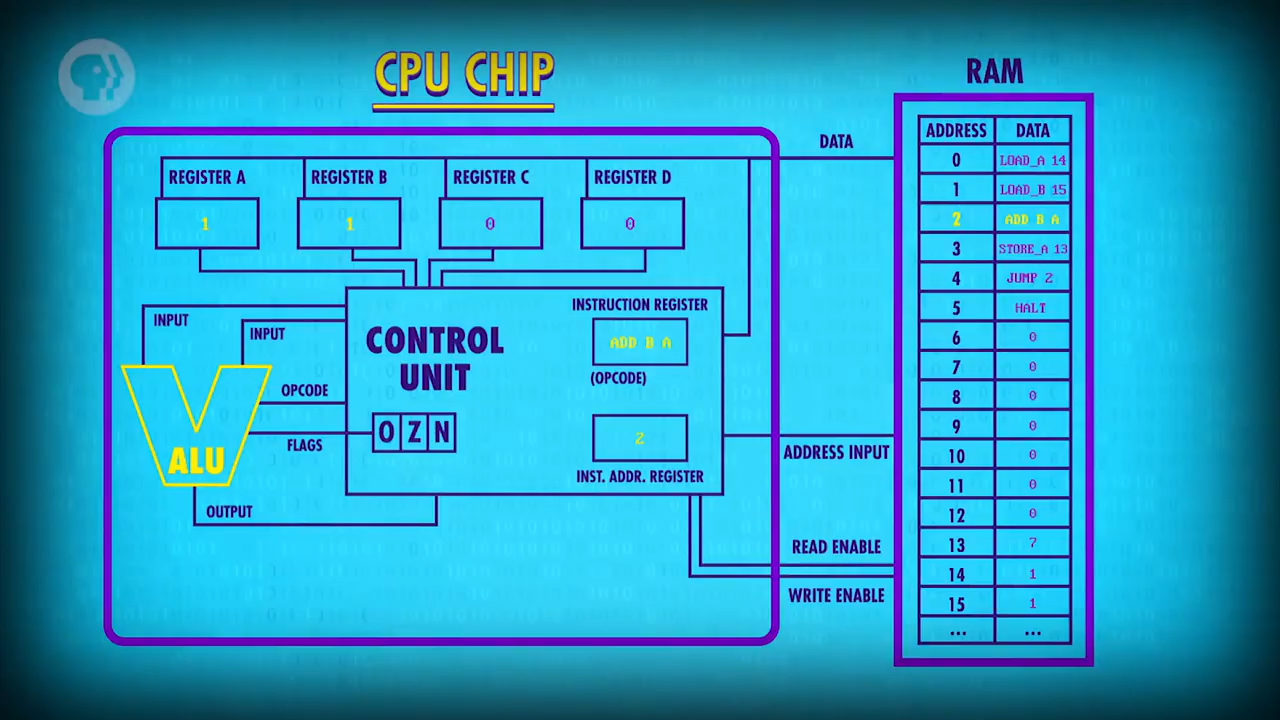 CPU CHIP
RAM
DATA
REGISTER A
REGISTER B
REGISTER C
REGISTER D
1
1
0
0
INPUT
INPUT
OPCODE
FLAGS
ALU
OUTPUT
CONTROL
UNIT
O Z N
INSTRUCTION REGISTER
ADD B A
(OPCODE)
2
INST. ADDR. REGISTER
ADDRESS INPUT
READ ENABLE
WRITE ENABLE
ADDRESS DATA
0 LOAD_A 14
1 LOAD_B 15
2 ADD B A
3 STORE_A 13
4 JUMP 2
5 HALT
6 0
7 0
8 0
9 0
10 0
11 0
12 0
13 7
14 1
15 1
... ...